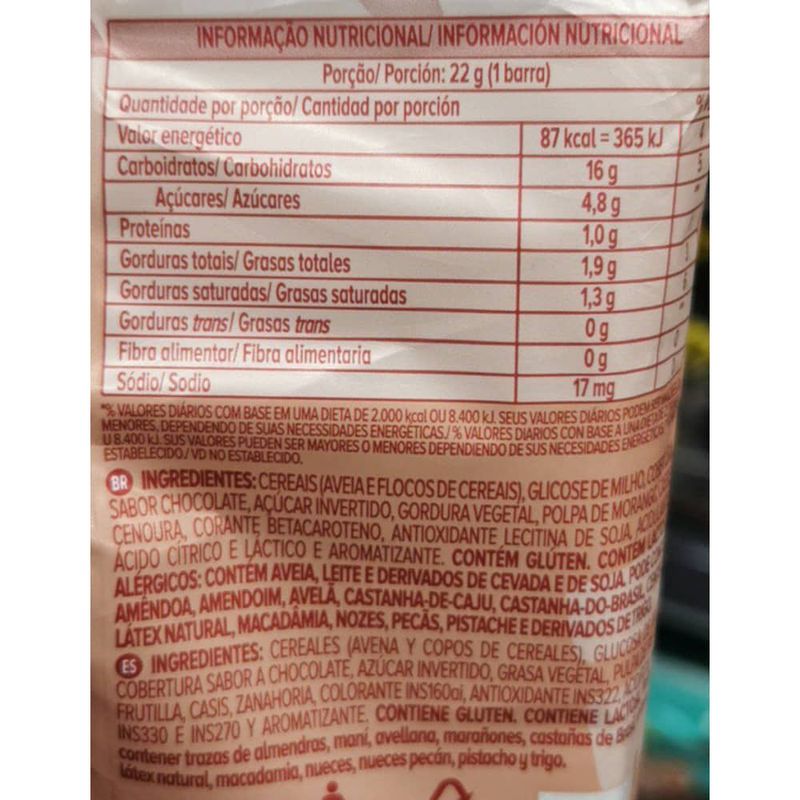 INFORMAÇÃO NUTRICIONAL/ INFORMACIÓN NUTRICIONAL
Porção/ Porción: 22 g (1 barra)
Quantidade por porção/ Cantidad por porción
Valor energético 87 kcal = 365 kJ 4
Carboidratos/ Carbohidratos 16 g 5
Açúcares/ Azúcares 4,8 g **
Proteínas 1,0 g
Gorduras totais/ Grasas totales 1,9 g
Gorduras saturadas/ Grasas saturadas 1,3 g
Gorduras trans/ Grasas trans 0 g
Fibra alimentar/ Fibra alimentaria 0 g
Sódio/ Sodio 17 mg
*% VALORES DIÁRIOS COM BASE EM UMA DIETA DE 2.000 kcal OU 8.400 kJ. SEUS VALORES DIÁRIOS PODEM
MENORES, DEPENDENDO DE SUAS NECESSIDADES ENERGÉTICAS./ % VALORES DIARIOS CON BASE A UNA DIETA DE
U 8.400 kJ. SUS VALORES PUEDEN SER MAYORES O MENORES DEPENDIENDO DE SUS NECESIDADES ENERGÉTICAS.
ESTABELECIDO/ VD NO ESTABLECIDO.
BR INGREDIENTES: CEREAIS (AVEIA E FLOCOS DE CEREAIS), GLICOSE DE MILHO,
SABOR CHOCOLATE, AÇÚCAR INVERTIDO, GORDURA VEGETAL, POLPA DE MORANGO,
CENOURA, CORANTE BETACAROTENO, ANTIOXIDANTE LECITINA DE SOJA,
ÁCIDO CÍTRICO E LÁCTICO E AROMATIZANTE. CONTÉM GLÚTEN. CONTÉM
ALÉRGICOS: CONTÉM AVEIA, LEITE E DERIVADOS DE CEVADA E DE SOJA. PODE
AMÊNDOA, AMENDOIM, AVELÃ, CASTANHA-DE-CAJU, CASTANHA-DO-BRASIL,
LÁTEX NATURAL, MACADÂMIA, NOZES, PECÃS, PISTACHE E DERIVADOS DE TRIGO.
ES INGREDIENTES: CEREALES (AVENA Y COPOS DE CEREALES), GLUCOSA
COBERTURA SABOR A CHOCOLATE, AZÚCAR INVERTIDO, GRASA VEGETAL,
FRUTILLA, CASIS, ZANAHORIA, COLORANTE INS160ai, ANTIOXIDANTE INS322,
INS330 E INS270 Y AROMATIZANTE. CONTIENE GLUTEN. CONTIENE
contener trazas de almendras, maní, avellana, marañones, castañas de
látex natural, macadamia, nueces, nueces pecán, pistacho y trigo.